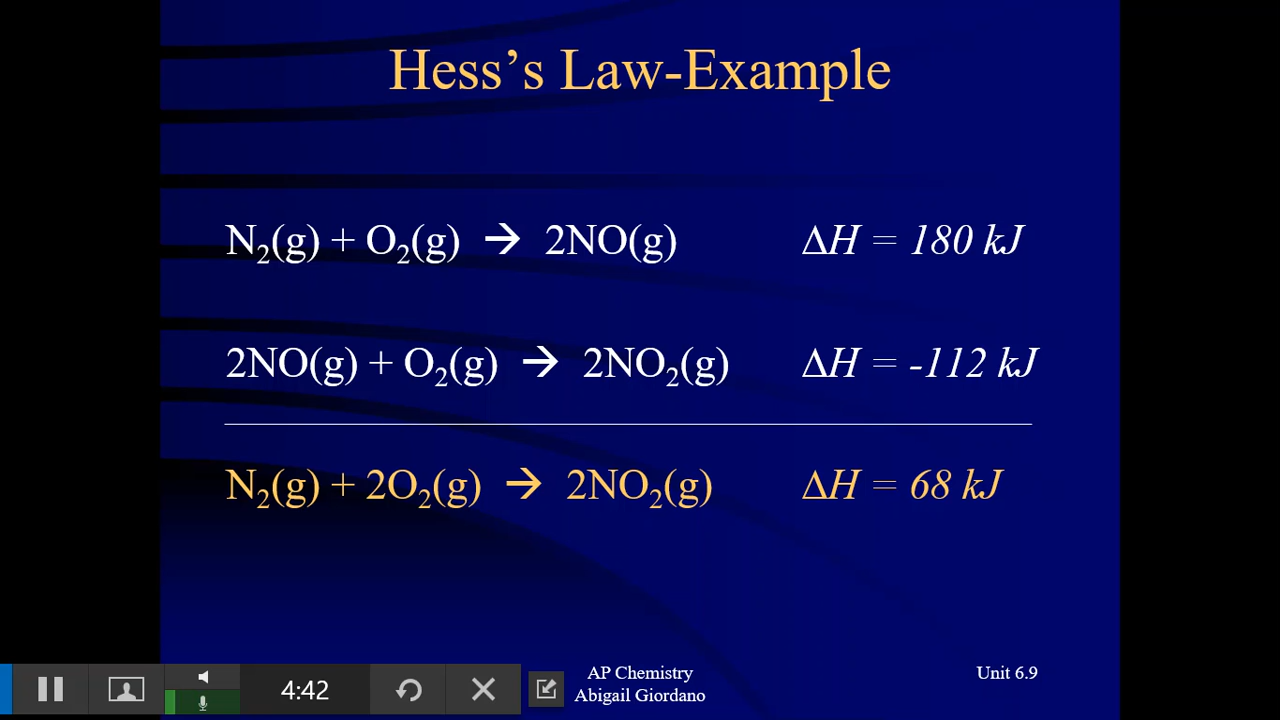 Hess’s Law-Example
N₂(g) + O₂(g) → 2NO(g) ΔH = 180 kJ
2NO(g) + O₂(g) → 2NO₂(g) ΔH = -112 kJ
N₂(g) + 2O₂(g) → 2NO₂(g) ΔH = 68 kJ
4:42
AP Chemistry
Abigail Giordano
Unit 6.9